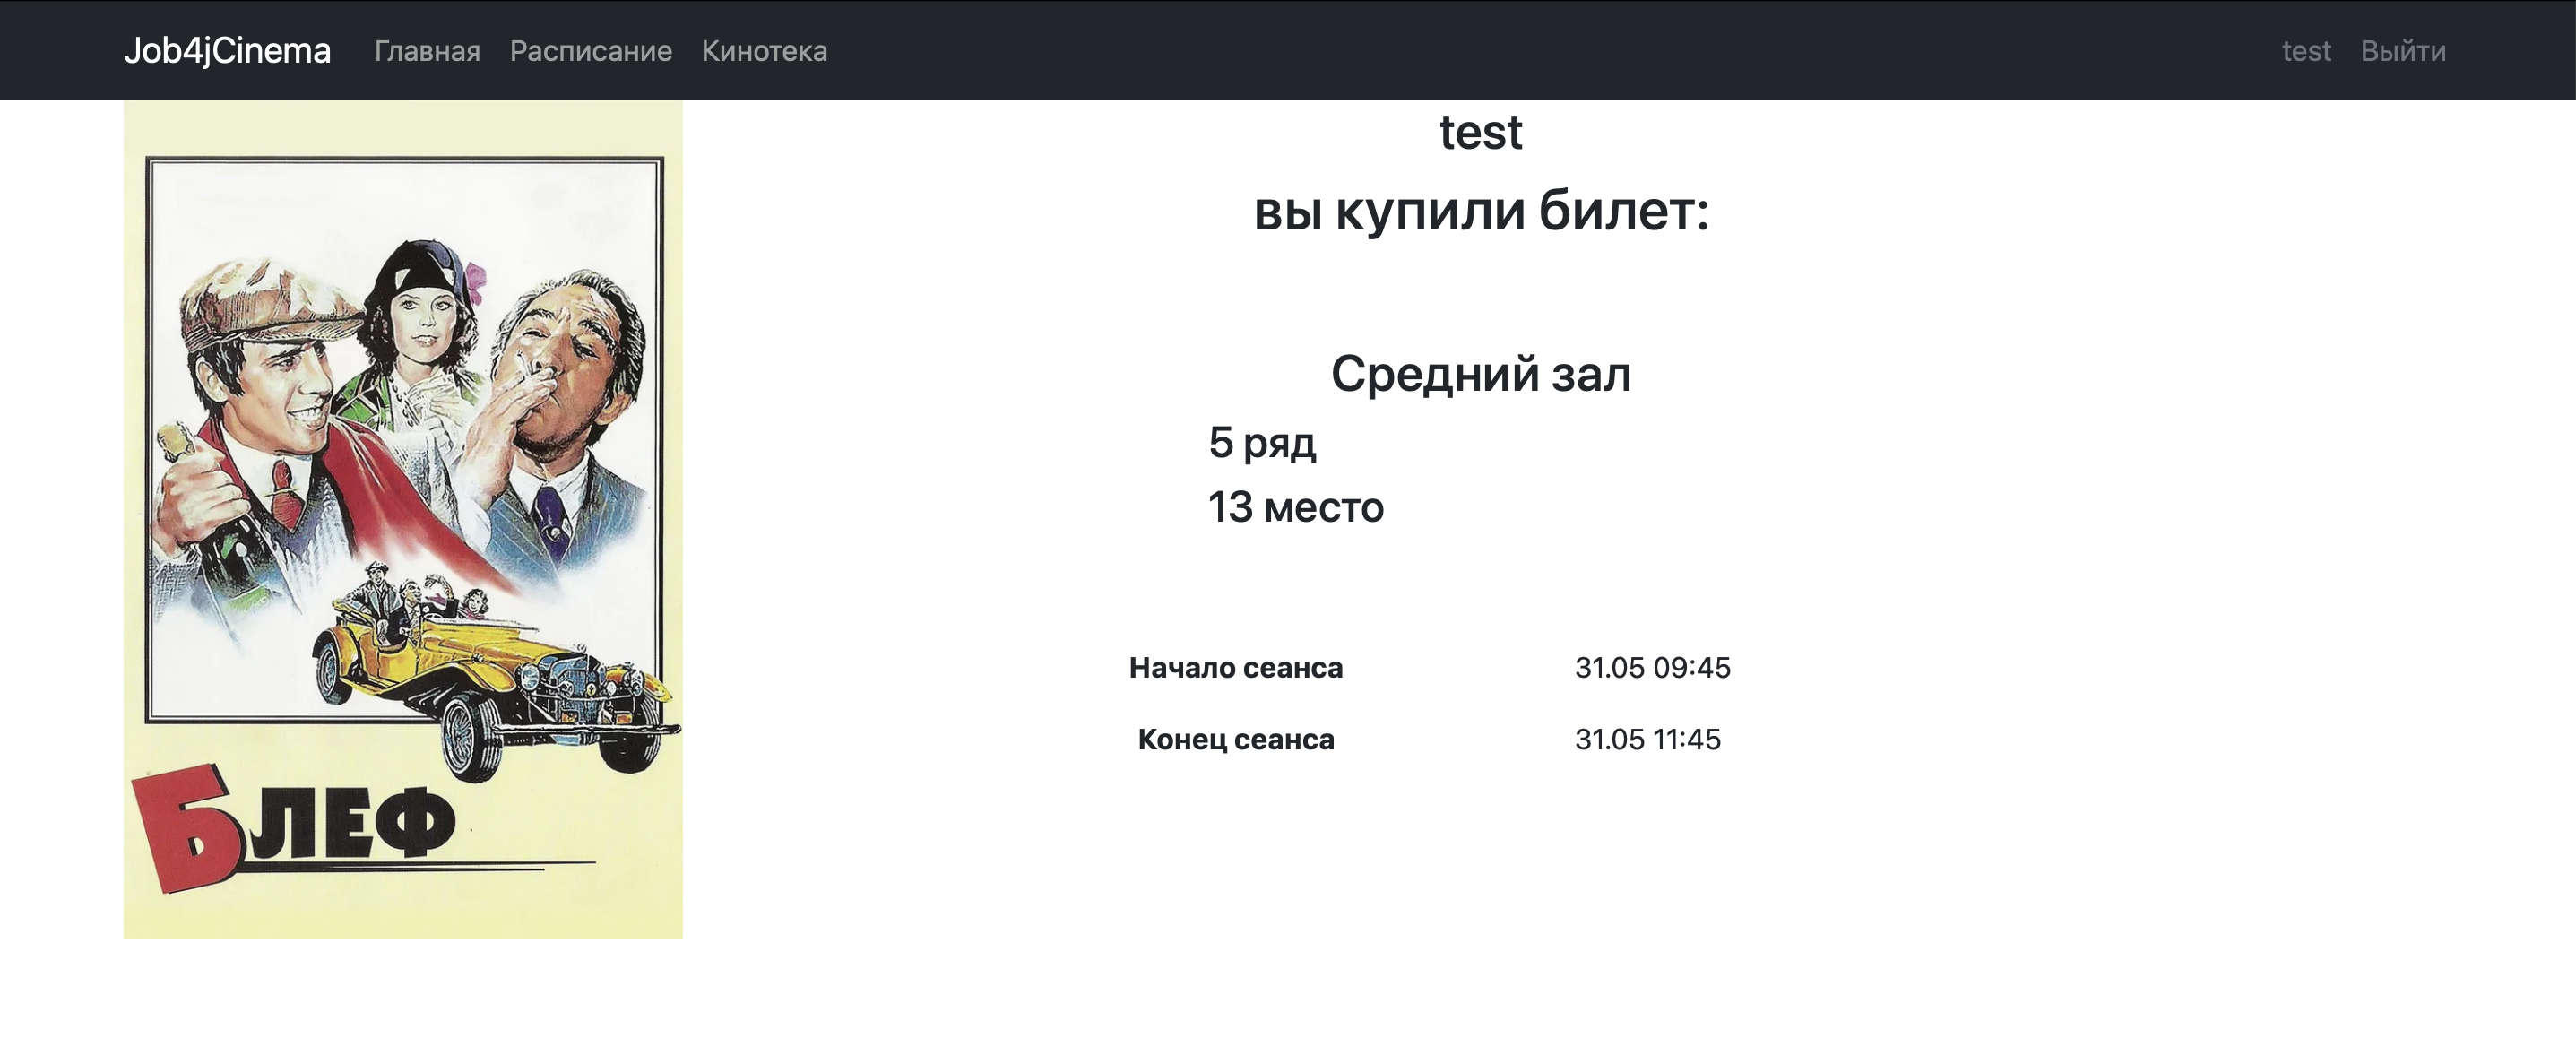 Job4jCinema Главная Расписание Кинотека test Выйти
test
вы купили билет:
Средний зал
5 ряд
13 место
Начало сеанса 31.05 09:45
Конец сеанса 31.05 11:45
БЛЕФ